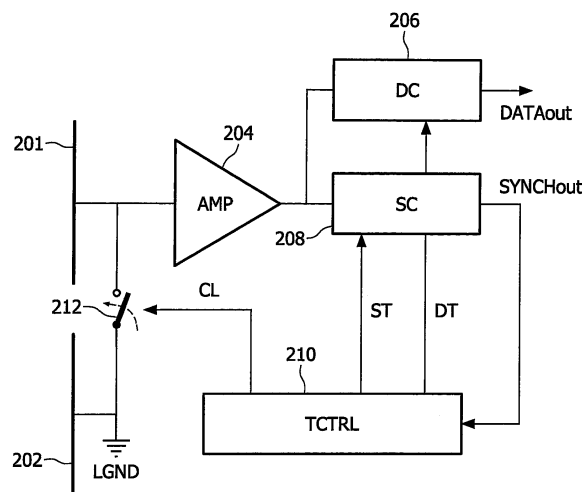 206
DC
DATAout
204
201
AMP
SC
SYNCHout
208
212
CL
ST
DT
210
TCTRL
202
LGND